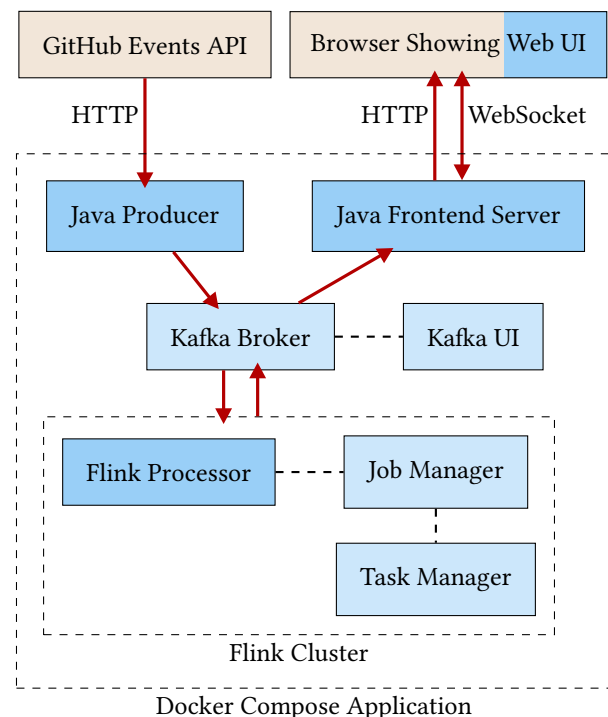 GitHub Events API
Browser Showing Web UI
HTTP
HTTP
WebSocket
Java Producer
Java Frontend Server
Kafka Broker
Kafka UI
Flink Processor
Job Manager
Task Manager
Flink Cluster
Docker Compose Application